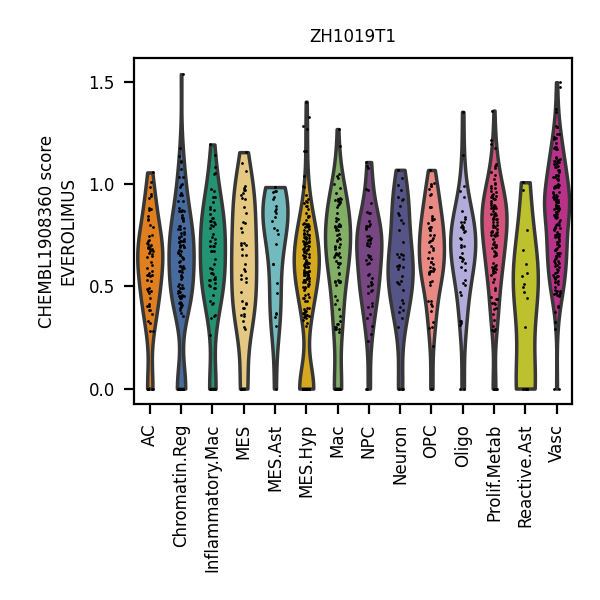 ZH1019T1
CHEMBL1908360 score
EVEROLIMUS
1.5
1.0
0.5
0.0
AC
Chromatin.Reg
Inflammatory.Mac
MES
MES.Ast
MES.Hyp
Mac
NPC
Neuron
OPC
Oligo
Prolif.Metab
Reactive.Ast
Vasc